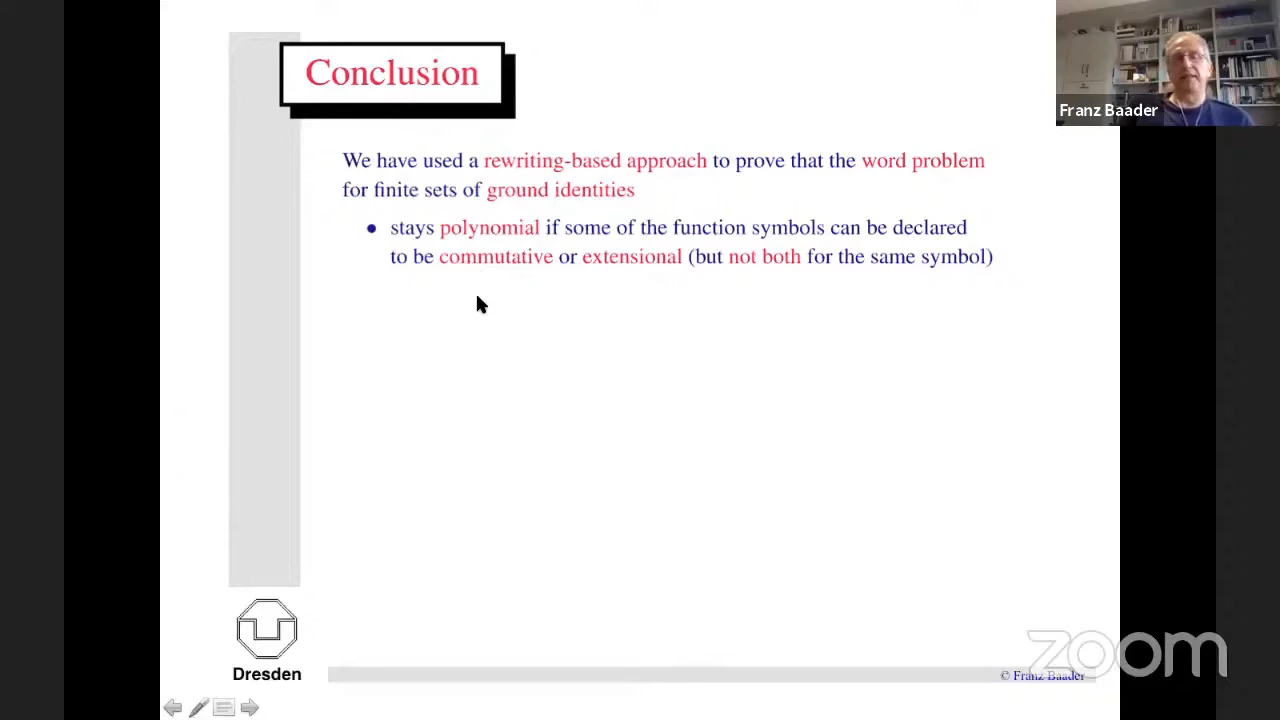 Conclusion
Franz Baader
We have used a rewriting-based approach to prove that the word problem
for finite sets of ground identities
• stays polynomial if some of the function symbols can be declared
to be commutative or extensional (but not both for the same symbol)
Dresden
zoom
© Franz Baader